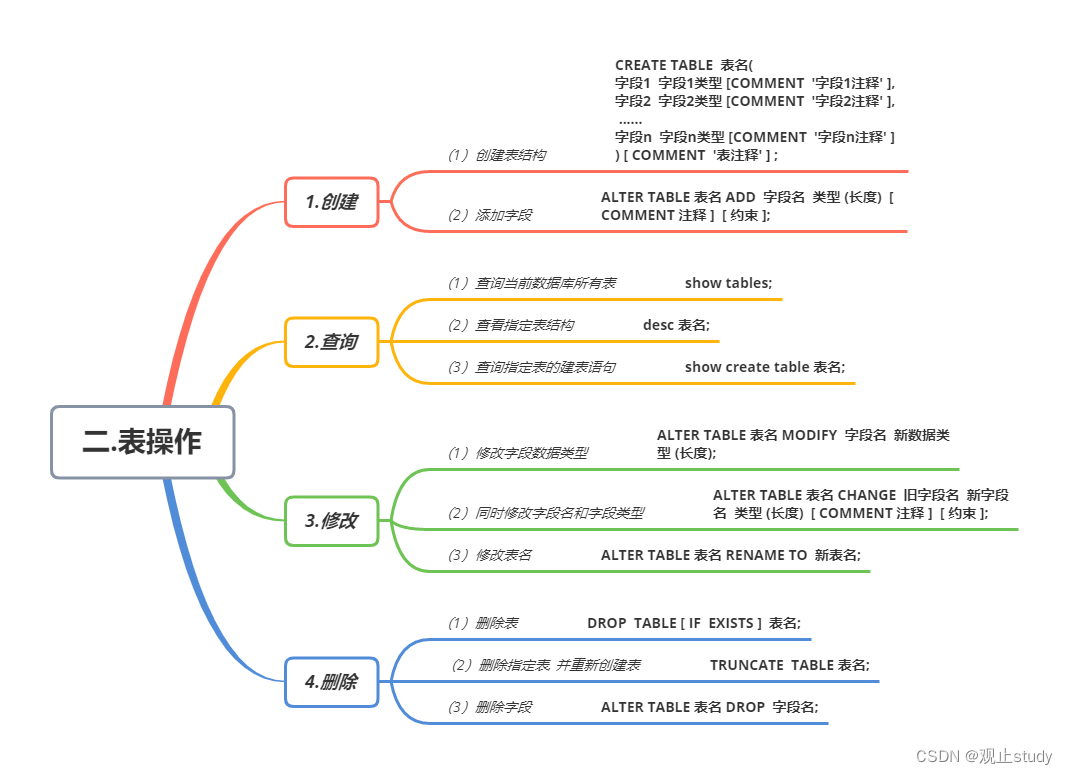 二.表操作
1.创建
(1）创建表结构
CREATE TABLE 表名(
字段1 字段1类型 [COMMENT '字段1注释' ],
字段2 字段2类型 [COMMENT '字段2注释' ],
......
字段n 字段n类型 [COMMENT '字段n注释' ]
) [ COMMENT '表注释' ] ;
(2）添加字段
ALTER TABLE 表名 ADD 字段名 类型 (长度) [
COMMENT 注释 ] [ 约束 ];
2.查询
(1）查询当前数据库所有表 show tables;
(2）查看指定表结构 desc 表名;
(3）查询指定表的建表语句 show create table 表名;
3.修改
(1）修改字段数据类型
ALTER TABLE 表名 MODIFY 字段名 新数据类
型 (长度);
(2）同时修改字段名和字段类型
ALTER TABLE 表名 CHANGE 旧字段名 新字段
名 类型 (长度) [ COMMENT 注释 ] [ 约束 ];
(3）修改表名 ALTER TABLE 表名 RENAME TO 新表名;
4.删除
(1）删除表 DROP TABLE [ IF EXISTS ] 表名;
(2）删除指定表 并重新创建表 TRUNCATE TABLE 表名;
(3）删除字段 ALTER TABLE 表名 DROP 字段名;
CSDN @观止study